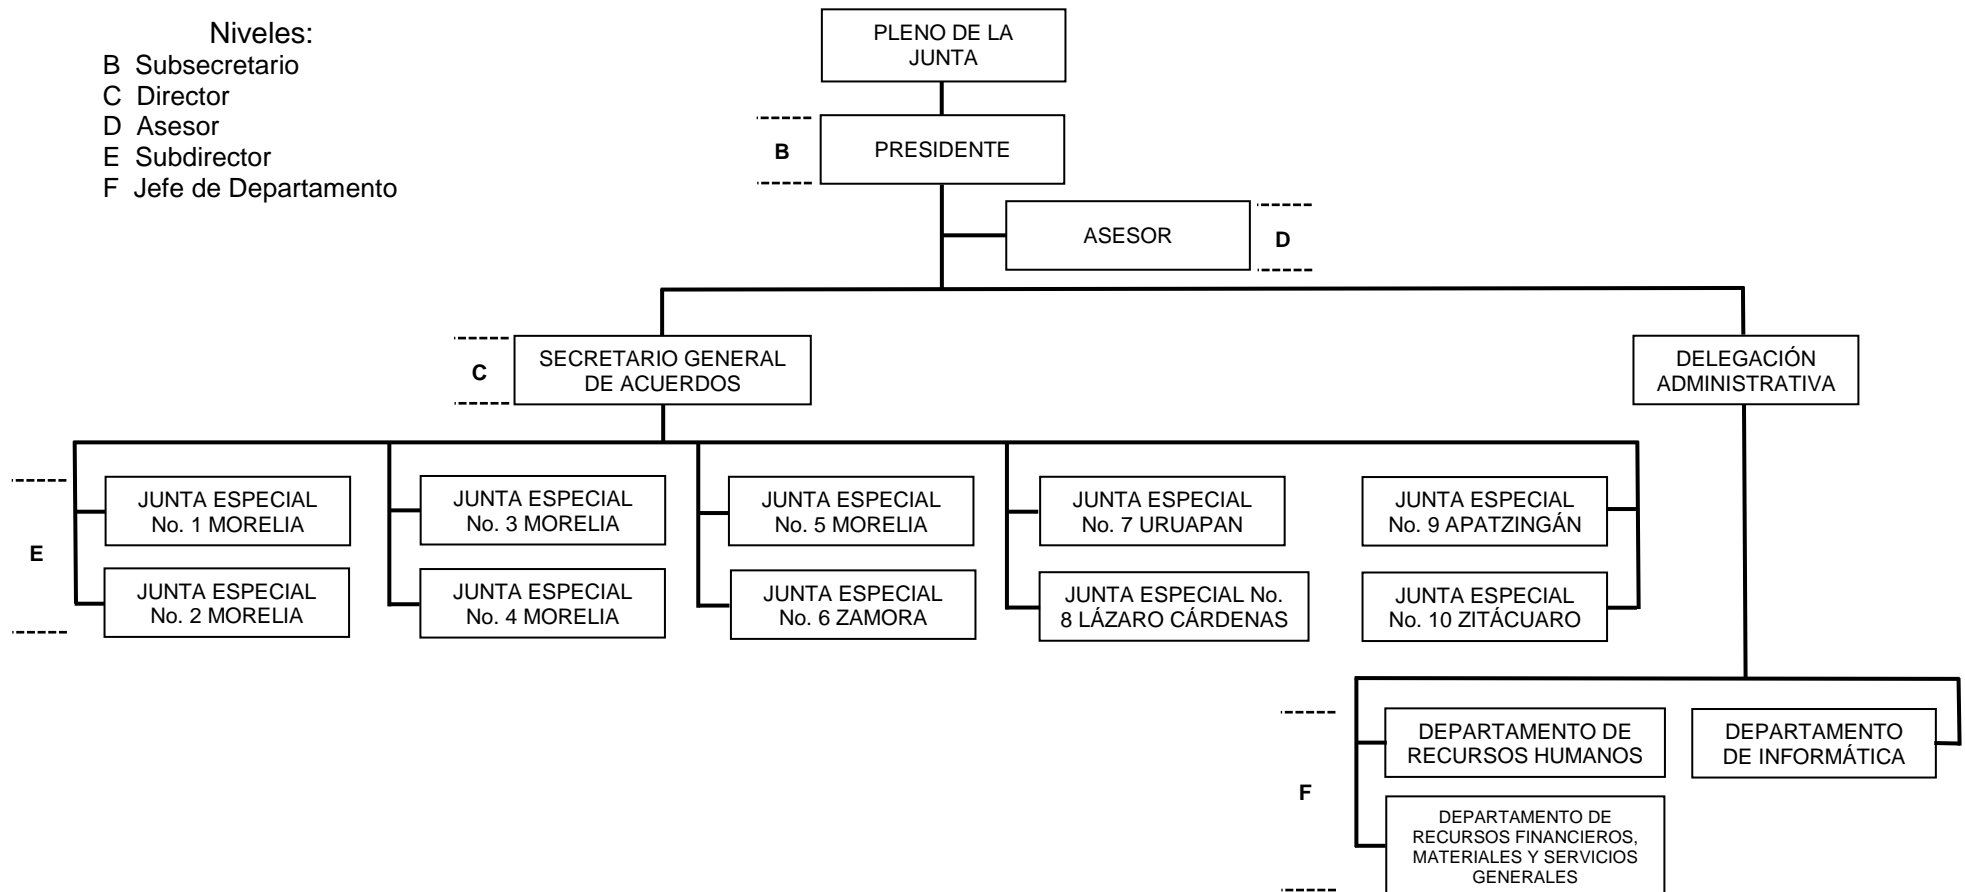 Niveles:
B Subsecretario
C Director
D Asesor
E Subdirector
F Jefe de Departamento
PLENO DE LA
JUNTA
B
PRESIDENTE
ASESOR
D
C
SECRETARIO GENERAL
DE ACUERDOS
DELEGACIÓN
ADMINISTRATIVA
E
JUNTA ESPECIAL
No. 1 MORELIA
JUNTA ESPECIAL
No. 3 MORELIA
JUNTA ESPECIAL
No. 5 MORELIA
JUNTA ESPECIAL
No. 7 URUAPAN
JUNTA ESPECIAL
No. 9 APATZINGÁN
JUNTA ESPECIAL
No. 2 MORELIA
JUNTA ESPECIAL
No. 4 MORELIA
JUNTA ESPECIAL
No. 6 ZAMORA
JUNTA ESPECIAL No.
8 LÁZARO CÁRDENAS
JUNTA ESPECIAL
No. 10 ZITÁCUARO
F
DEPARTAMENTO DE
RECURSOS HUMANOS
DEPARTAMENTO
DE INFORMÁTICA
DEPARTAMENTO DE
RECURSOS FINANCIEROS,
MATERIALES Y SERVICIOS
GENERALES